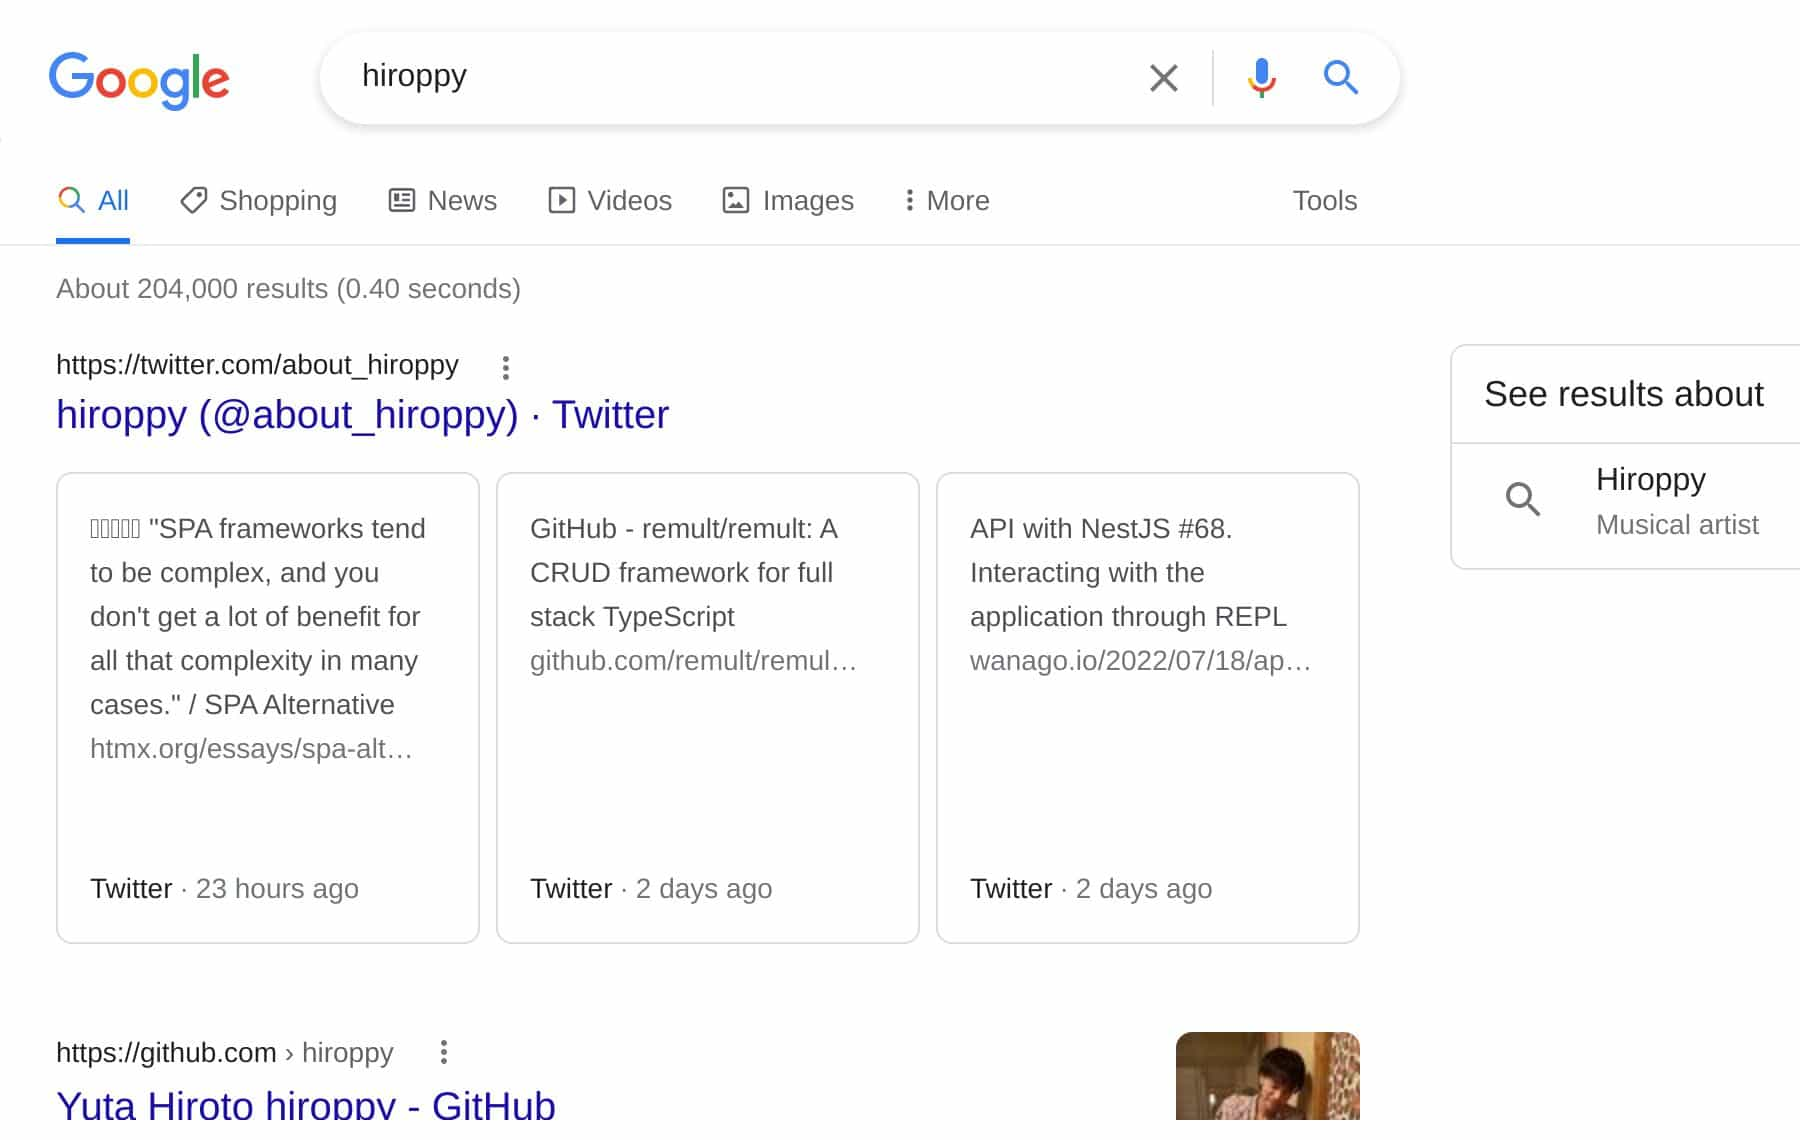 Google
hiroppy
All Shopping News Videos Images More Tools
About 204,000 results (0.40 seconds)
https://twitter.com/about_hiroppy
hiroppy (@about_hiroppy) · Twitter
"SPA frameworks tend
to be complex, and you
don't get a lot of benefit for
all that complexity in many
cases." / SPA Alternative
htmx.org/essays/spa-alt…
Twitter · 23 hours ago
GitHub - remult/remult: A
CRUD framework for full
stack TypeScript
github.com/remult/remul…
Twitter · 2 days ago
API with NestJS #68.
Interacting with the
application through REPL
wanago.io/2022/07/18/ap…
Twitter · 2 days ago
https://github.com › hiroppy
Yuta Hiroto hiroppy - GitHub
See results about
Hiroppy
Musical artist